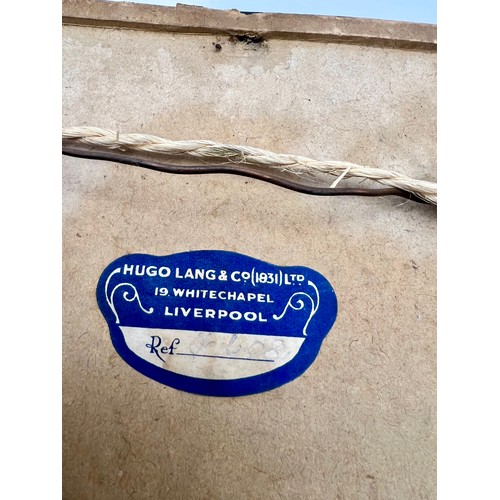 HUGO LANG & Co (1831) LTD
19. WHITECHAPEL
LIVERPOOL
Ref